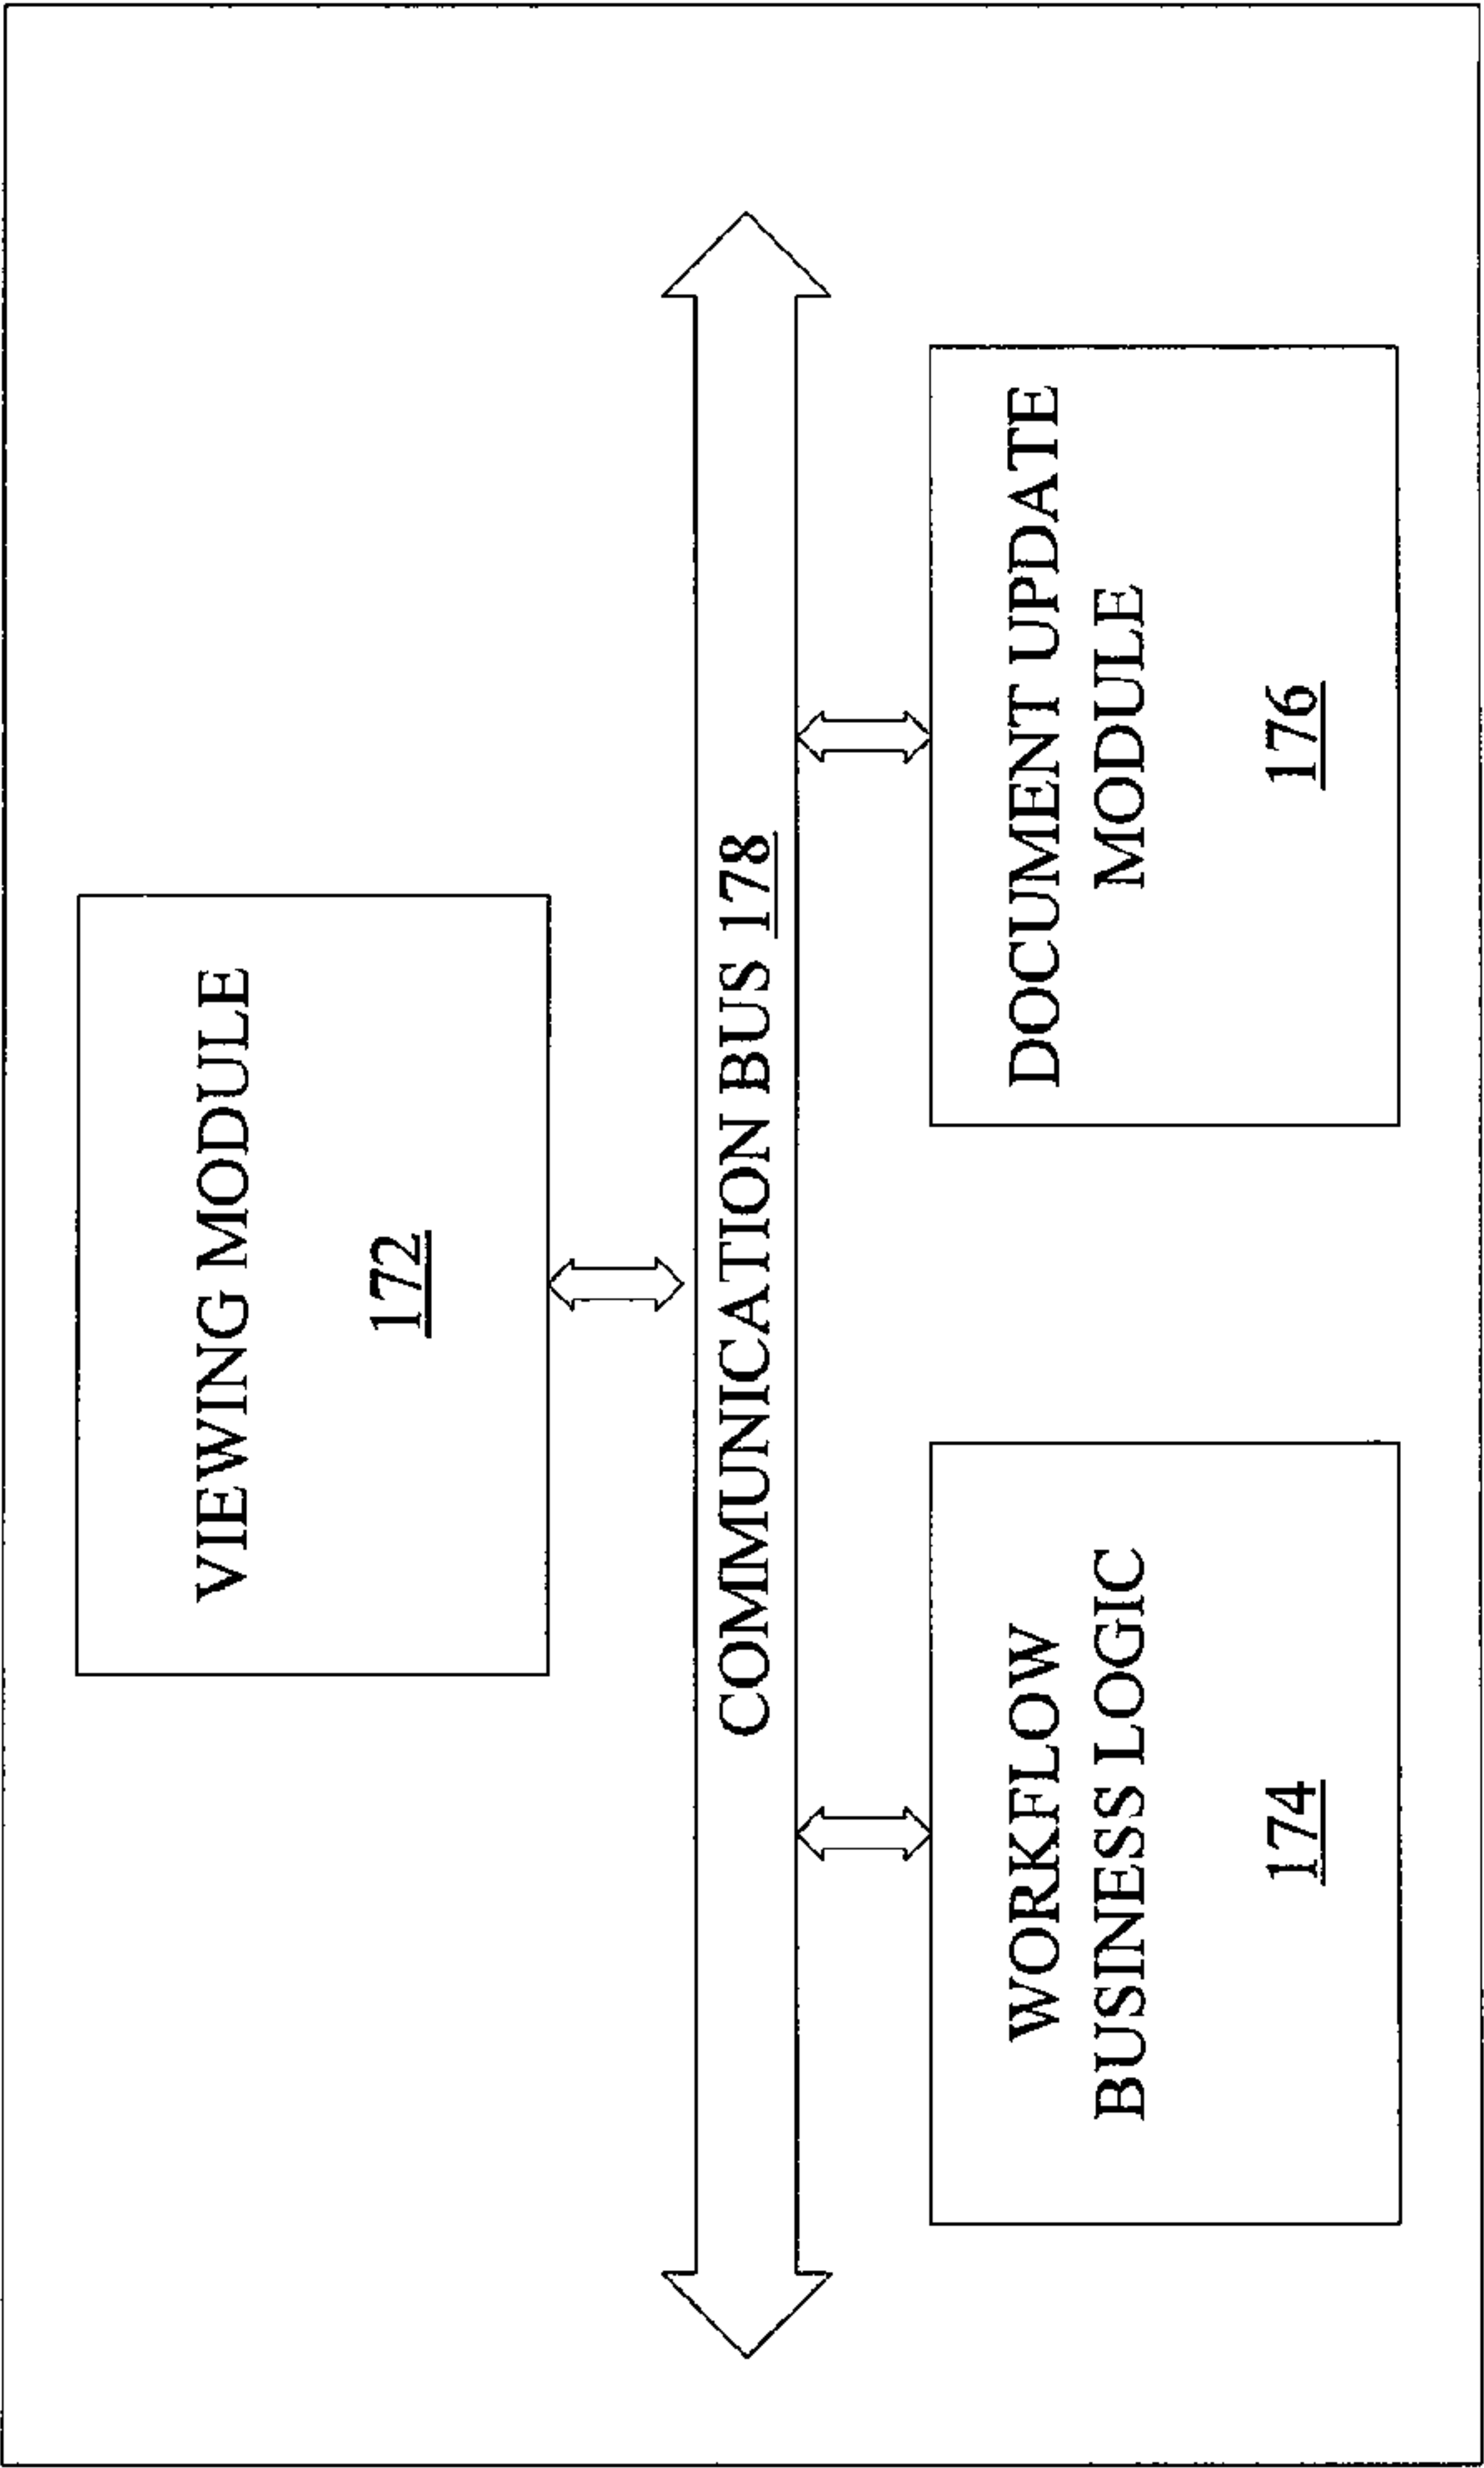 VIEWING MODULE
172
COMMUNICATION BUS 178
WORKFLOW
BUSINESS LOGIC
174
DOCUMENT UPDATE
MODULE
176